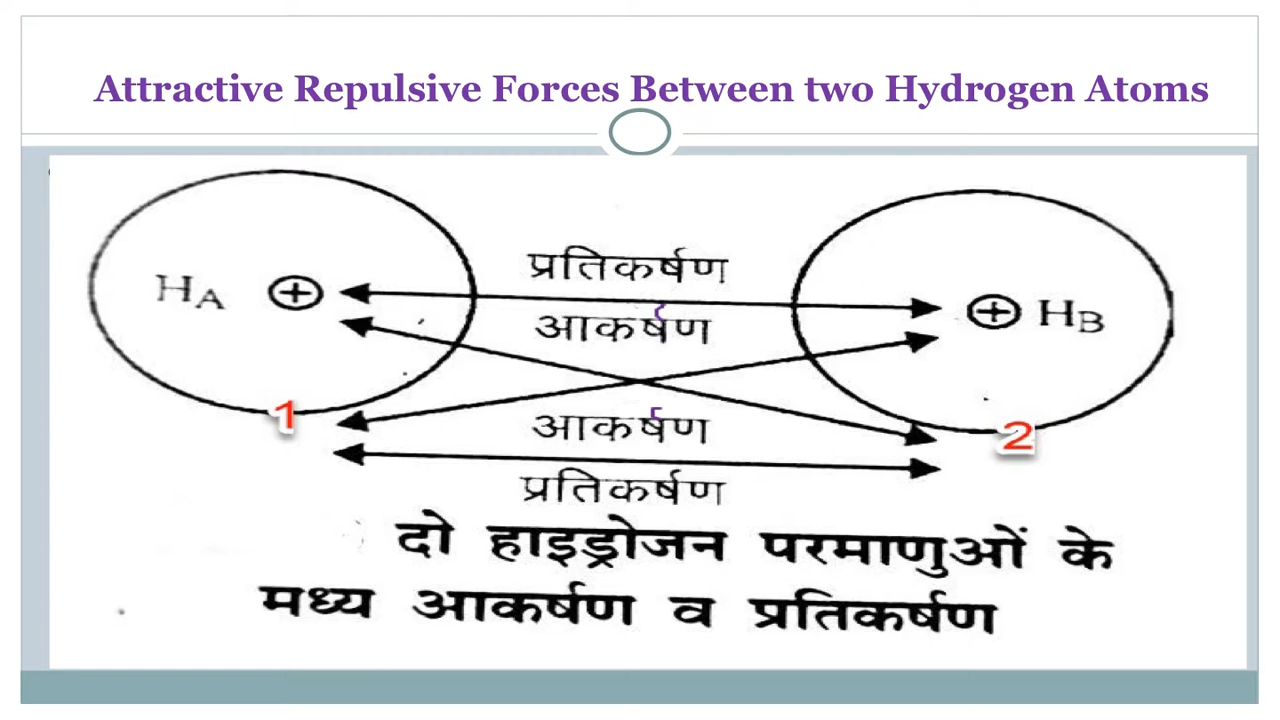 Attractive Repulsive Forces Between two Hydrogen Atoms
प्रतिकर्षण
HA ⊕
⊕ HB
आकर्षण
1
आकर्षण
2
प्रतिकर्षण
दो हाइड्रोजन परमाणुओं के
मध्य आकर्षण व प्रतिकर्षण